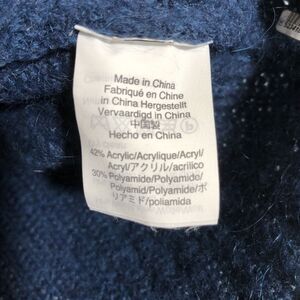 Made in China
Fabriqué en Chine
in China Hergestellt
Vervaardigd in China
中国製
Hecho en China
42% Acrylic/Acrylique/Acryl/
Acryl/アクリル/acrílico
30% Polyamide/Polyamide/
Polyamid/Polyamide/ポ
リアミド/poliamida